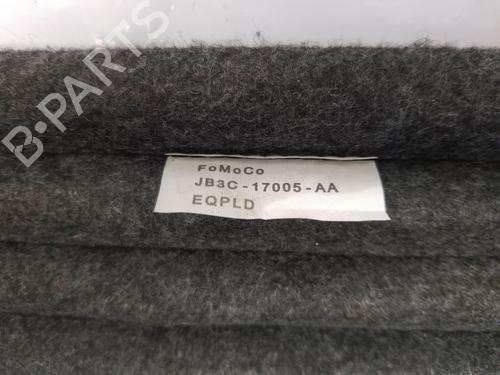 B-PARTS
FoMoCo
JB3C-17005-AA
EQPLD